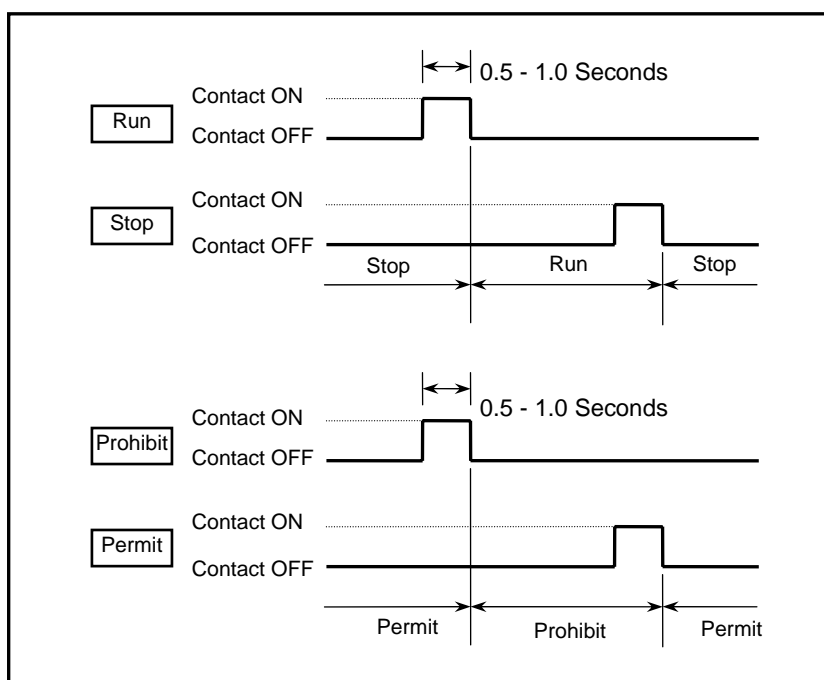 0.5 - 1.0 Seconds
Contact ON
Run
Contact OFF
Contact ON
Stop
Contact OFF
Stop Run Stop
0.5 - 1.0 Seconds
Contact ON
Prohibit
Contact OFF
Contact ON
Permit
Contact OFF
Permit Prohibit Permit